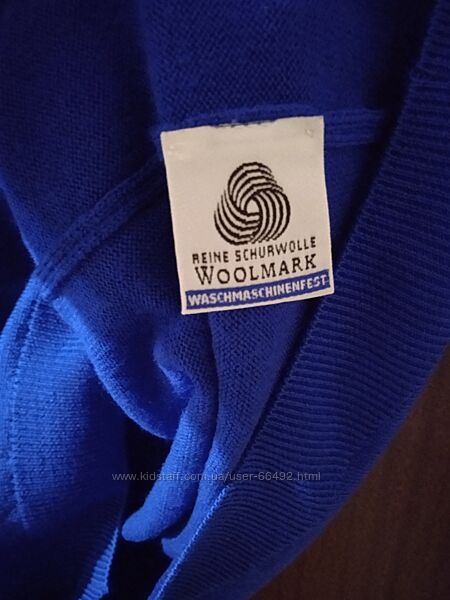 REINE SCHURWOLLE
WOOLMARK
WASCHMASCHINENFEST
www.kidstaff.com.ua/user-66492.html